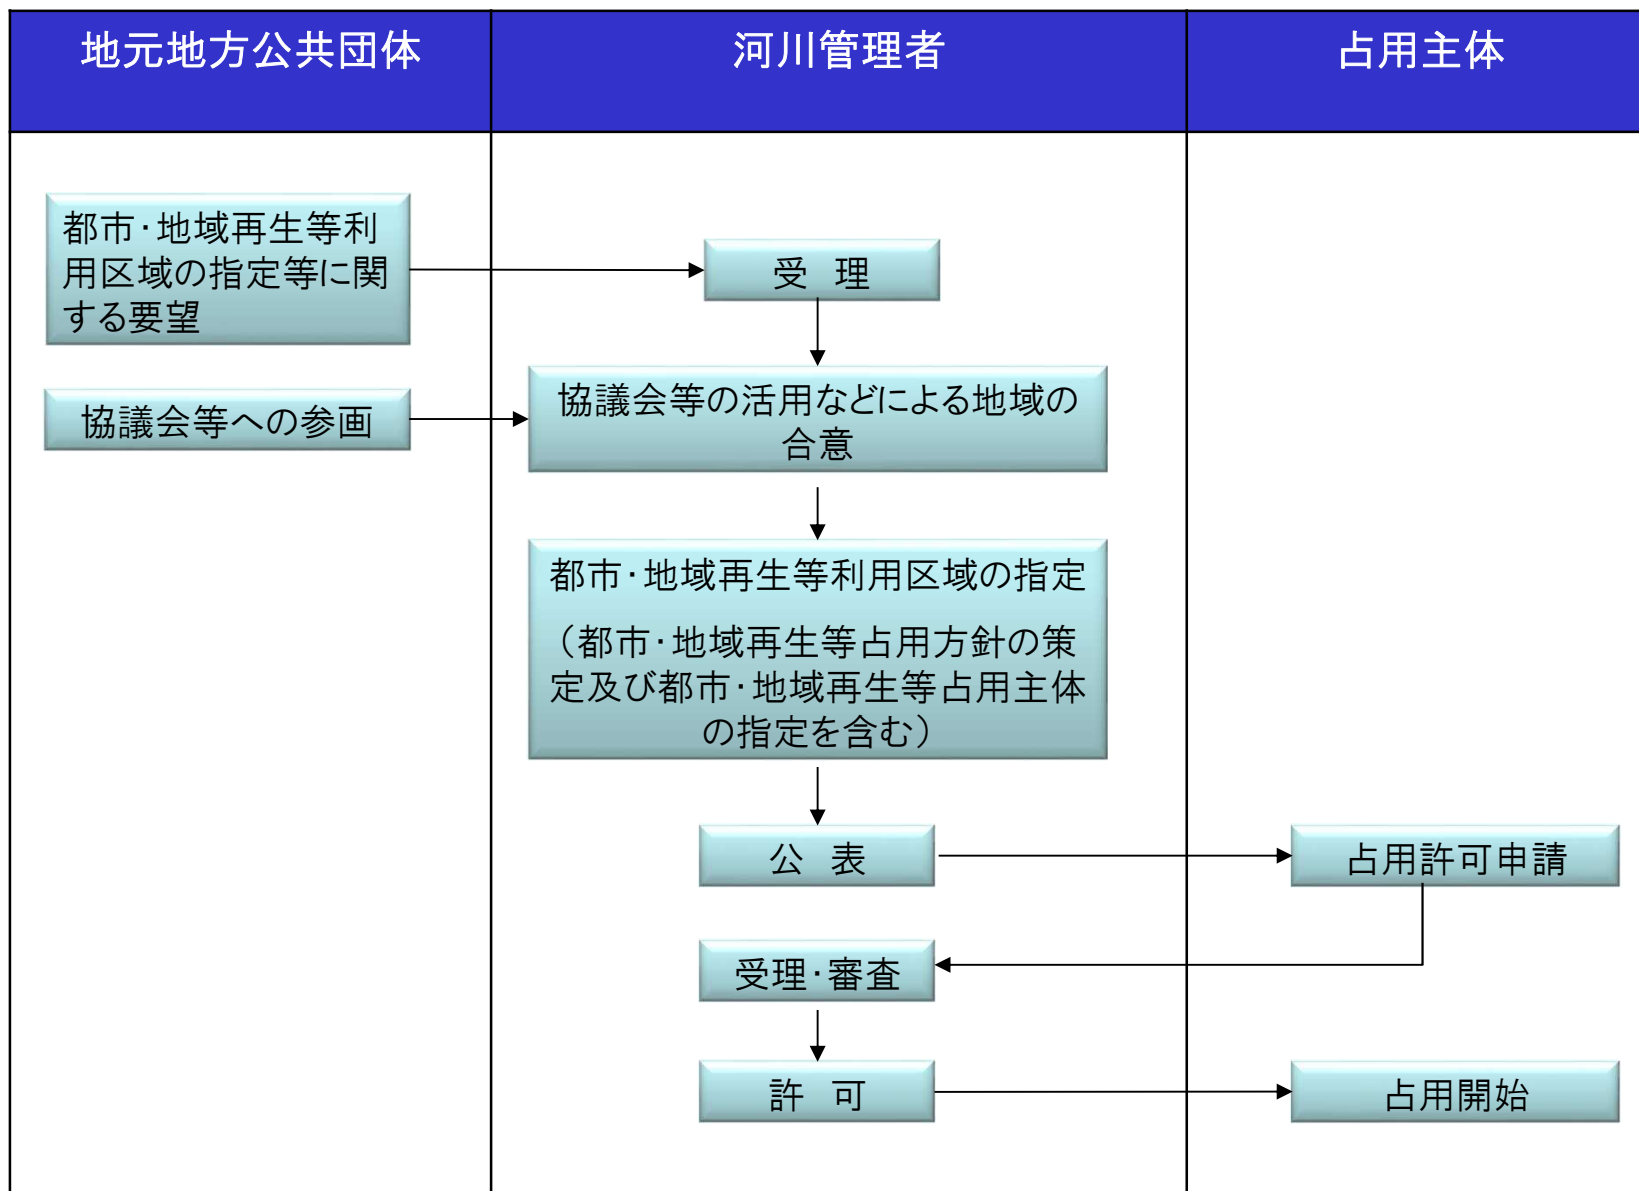 地元地方公共団体
河川管理者
占用主体
都市・地域再生等利
用区域の指定等に関
する要望
受 理
協議会等への参画
協議会等の活用などによる地域の
合意
都市・地域再生等利用区域の指定
（都市・地域再生等占用方針の策
定及び都市・地域再生等占用主体
の指定を含む）
公 表
占用許可申請
受理・審査
許 可
占用開始